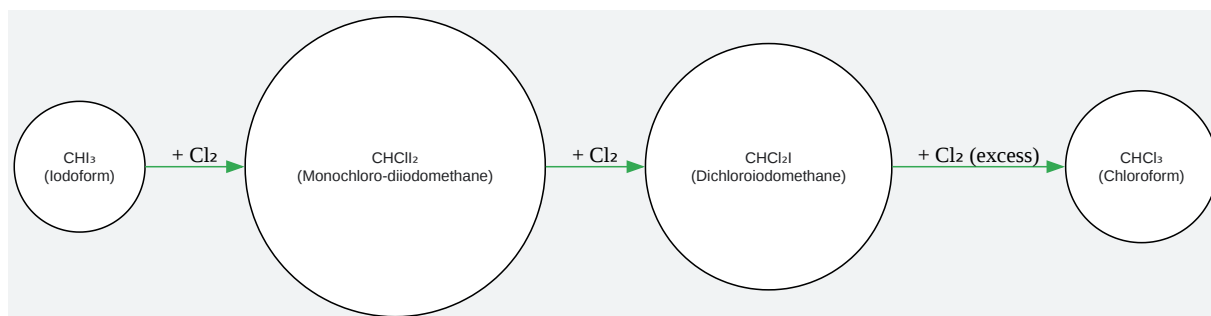 CHI₃
(Iodoform)
+ Cl₂
CHClI₂
(Monochloro-diiodomethane)
+ Cl₂
CHCl₂I
(Dichloroiodomethane)
+ Cl₂ (excess)
CHCl₃
(Chloroform)